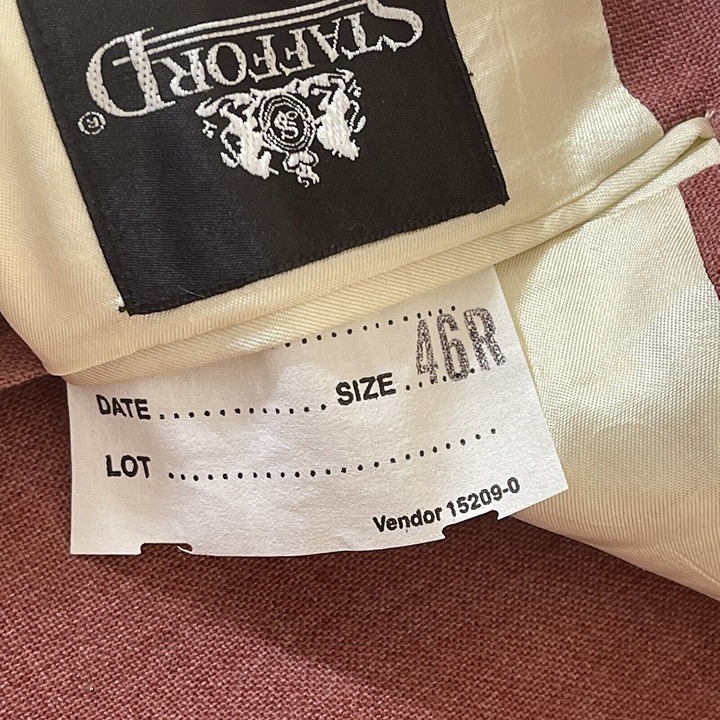 STAFFORD®
DATE ............. SIZE ...... 46R
LOT ........................
Vendor 15209-0